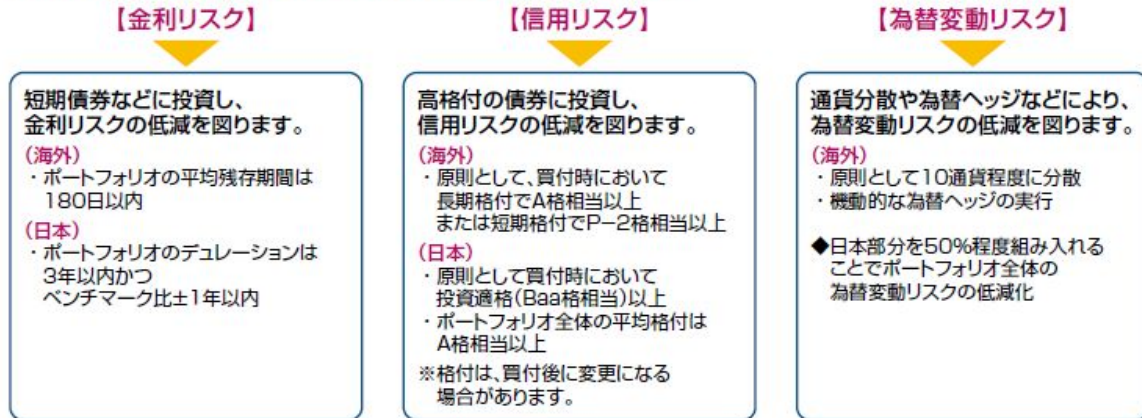 【金利リスク】
短期債券などに投資し、
金利リスクの低減を図ります。
(海外)
・ポートフォリオの平均残存期間は
180日以内
(日本)
・ポートフォリオのデュレーションは
3年以内かつ
ベンチマーク比±1年以内
【信用リスク】
高格付の債券に投資し、
信用リスクの低減を図ります。
(海外)
・原則として、買付時において
長期格付でA格相当以上
または短期格付でP−2格相当以上
(日本)
・原則として買付時において
投資適格(Baa格相当)以上
・ポートフォリオ全体の平均格付は
A格相当以上
※格付は、買付後に変更になる
場合があります。
【為替変動リスク】
通貨分散や為替ヘッジなどにより、
為替変動リスクの低減を図ります。
(海外)
・原則として10通貨程度に分散
・機動的な為替ヘッジの実行
◆日本部分を50%程度組み入れる
ことでポートフォリオ全体の
為替変動リスクの低減化